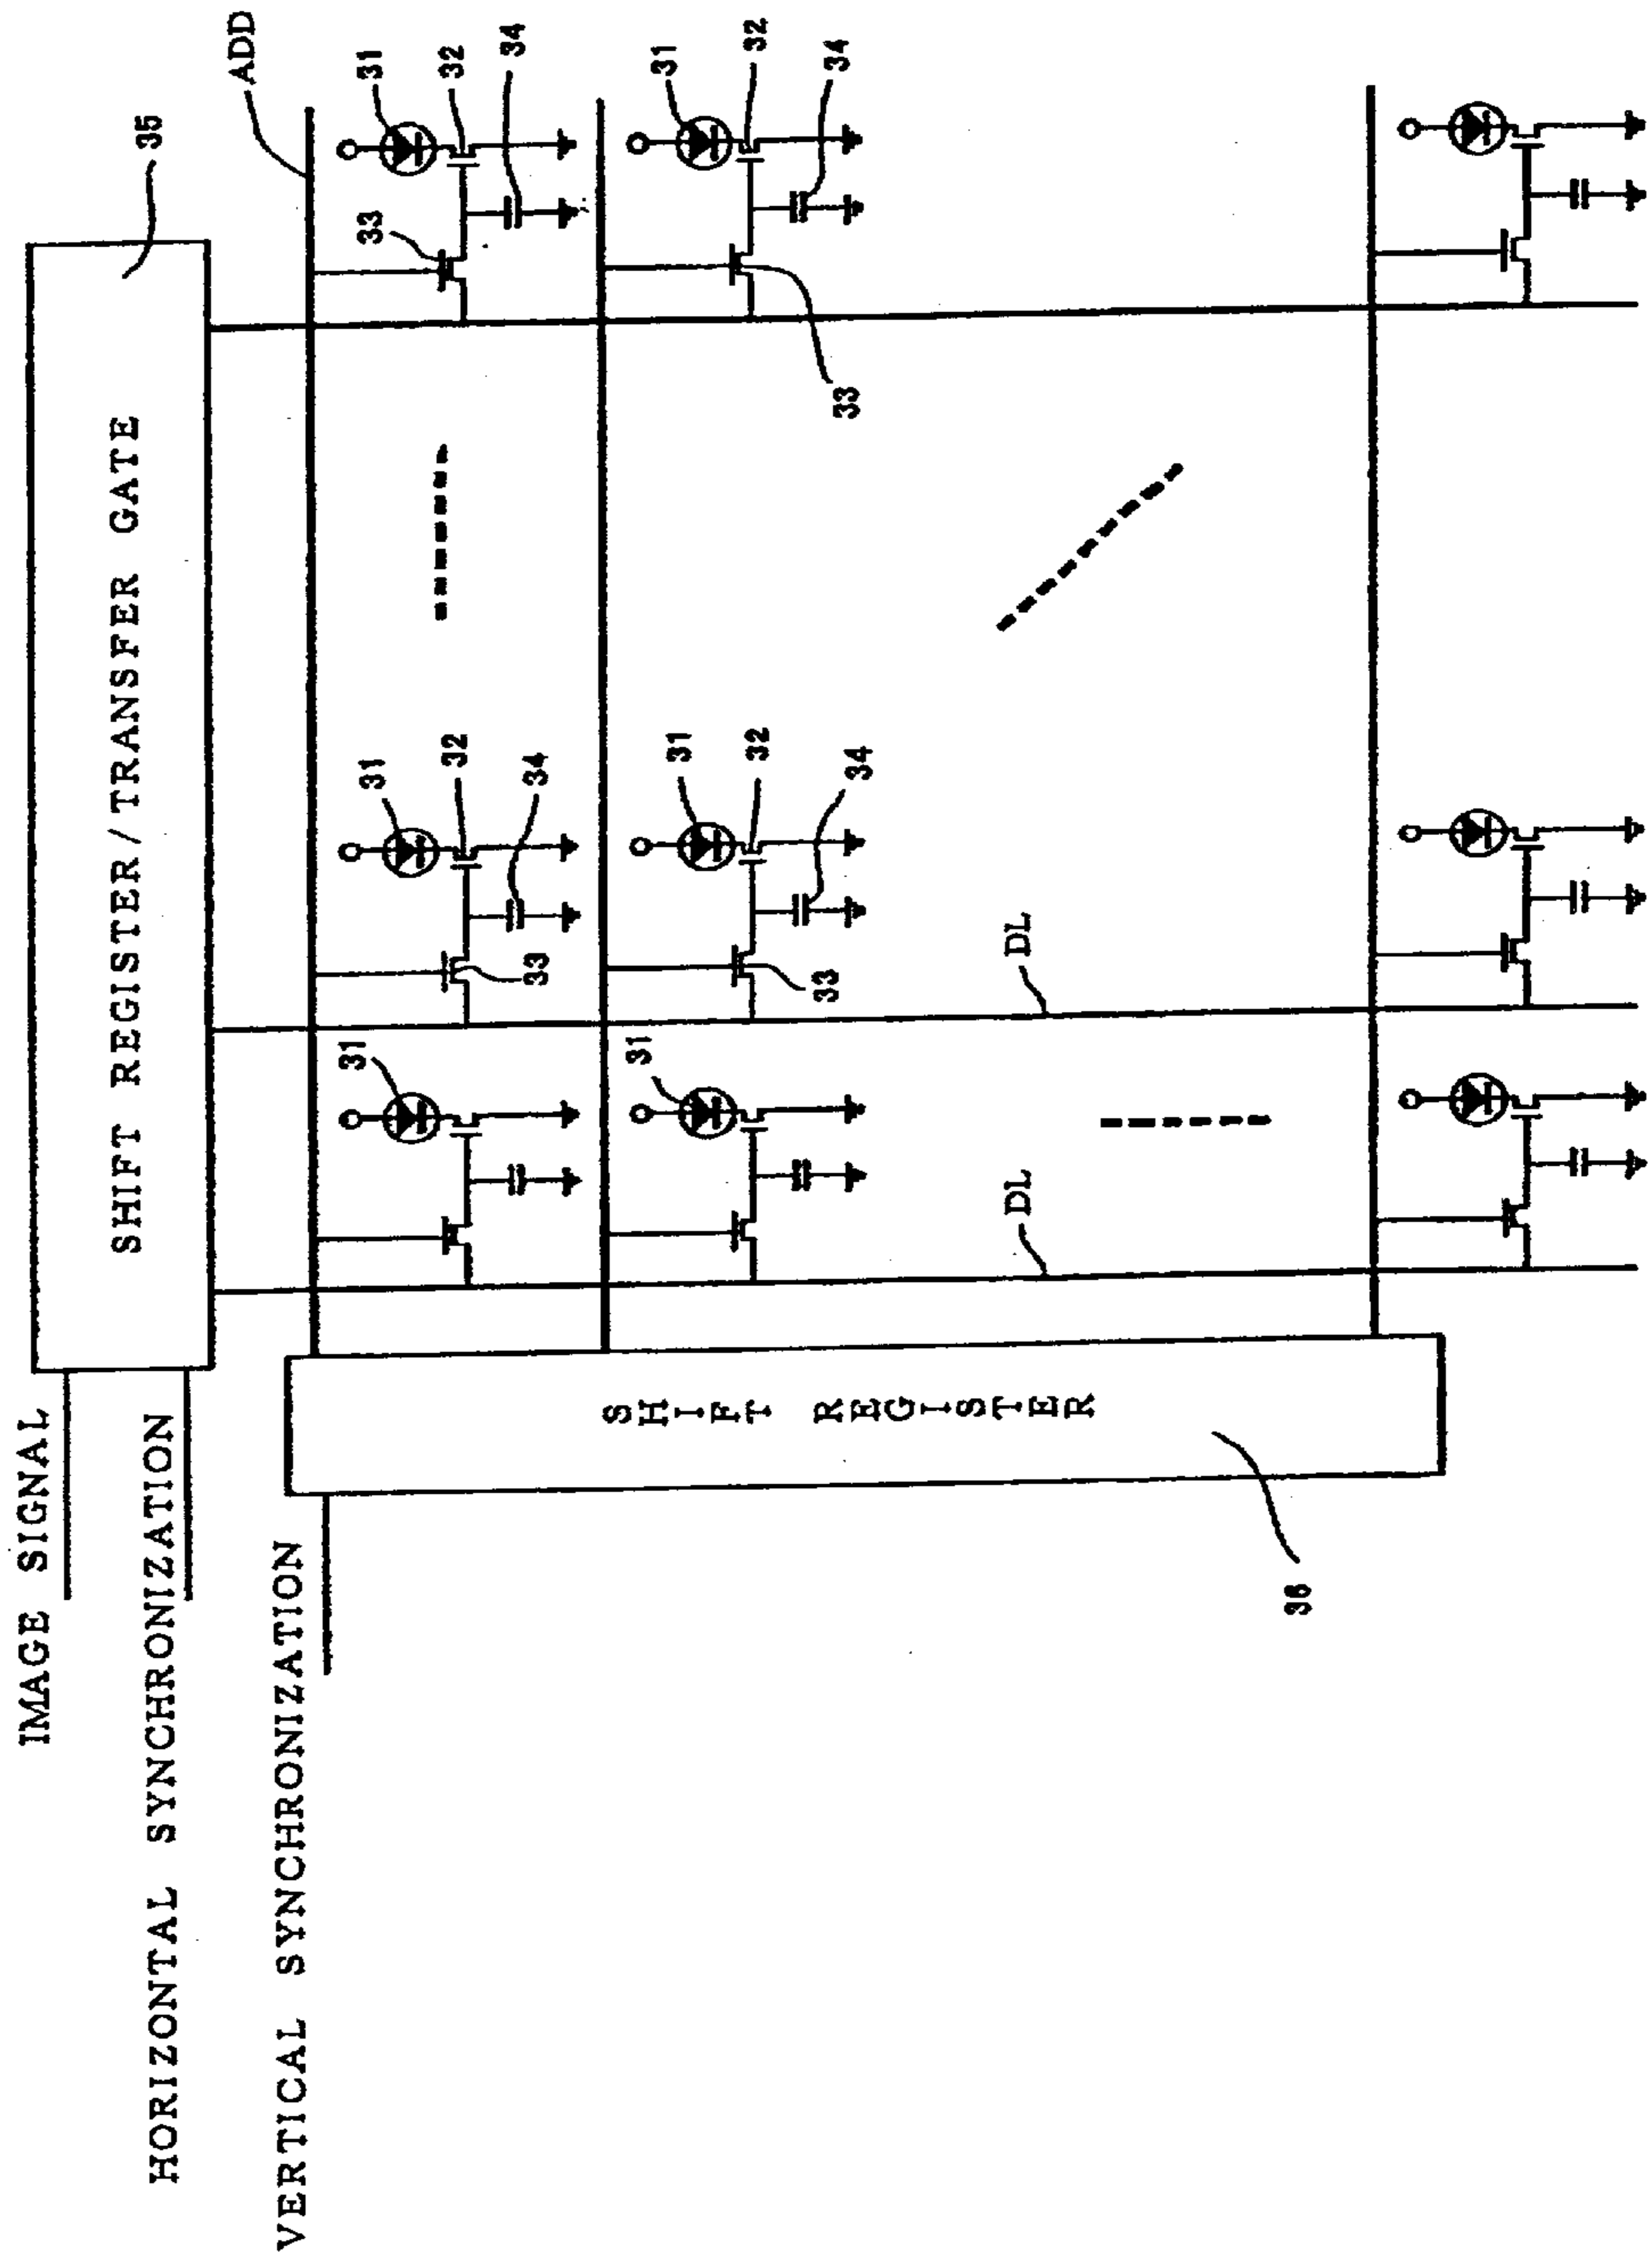 IMAGE SIGNAL
HORIZONTAL SYNCHRONIZATION
SHIFT REGISTER/TRANSFER GATE
35
ADD
VERTICAL SYNCHRONIZATION
31
31
33
31
32
32
33
34
34
31
31
31
32
32
33
34
33
34
SHIFT REGISTER
DL
DL
36